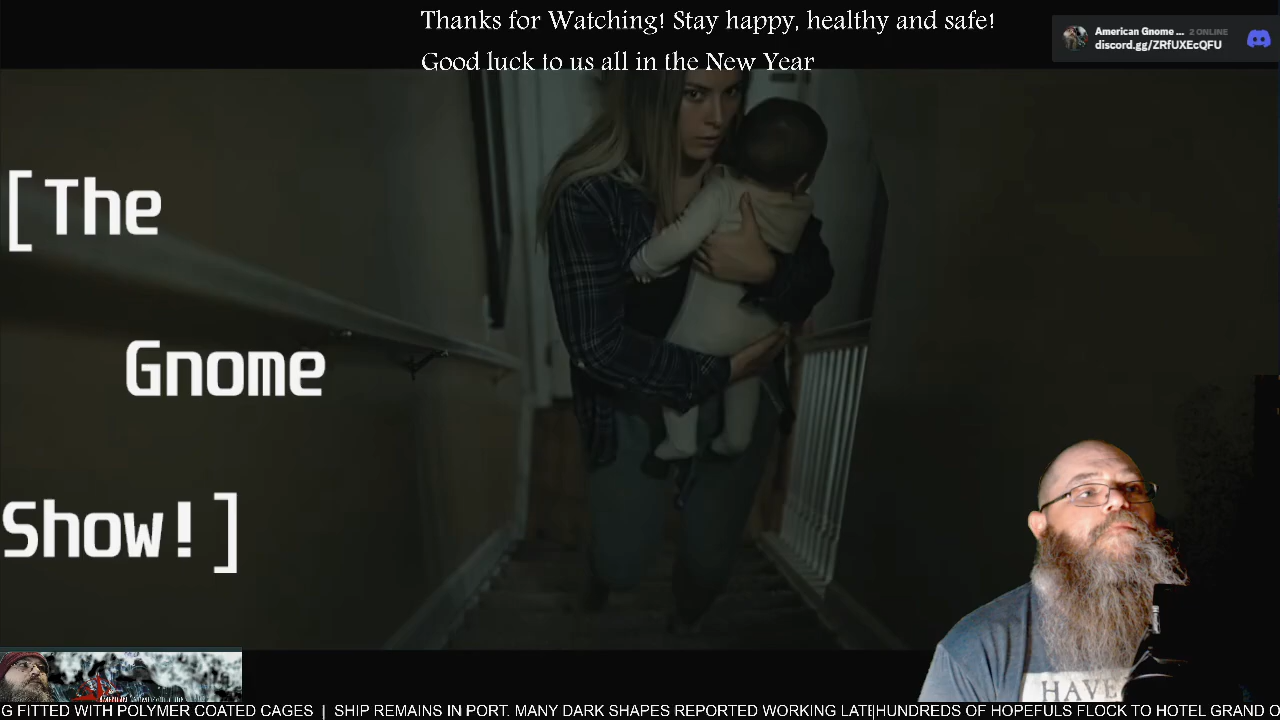 Thanks for Watching! Stay happy, healthy and safe!
Good luck to us all in the New Year
American Gnome ... 2 ONLINE
discord.gg/ZRfUXEcQFU
[The
Gnome
Show!]
HAVE
G FITTED WITH POLYMER COATED CAGES | SHIP REMAINS IN PORT. MANY DARK SHAPES REPORTED WORKING LATE|HUNDREDS OF HOPEFULS FLOCK TO HOTEL GRAND